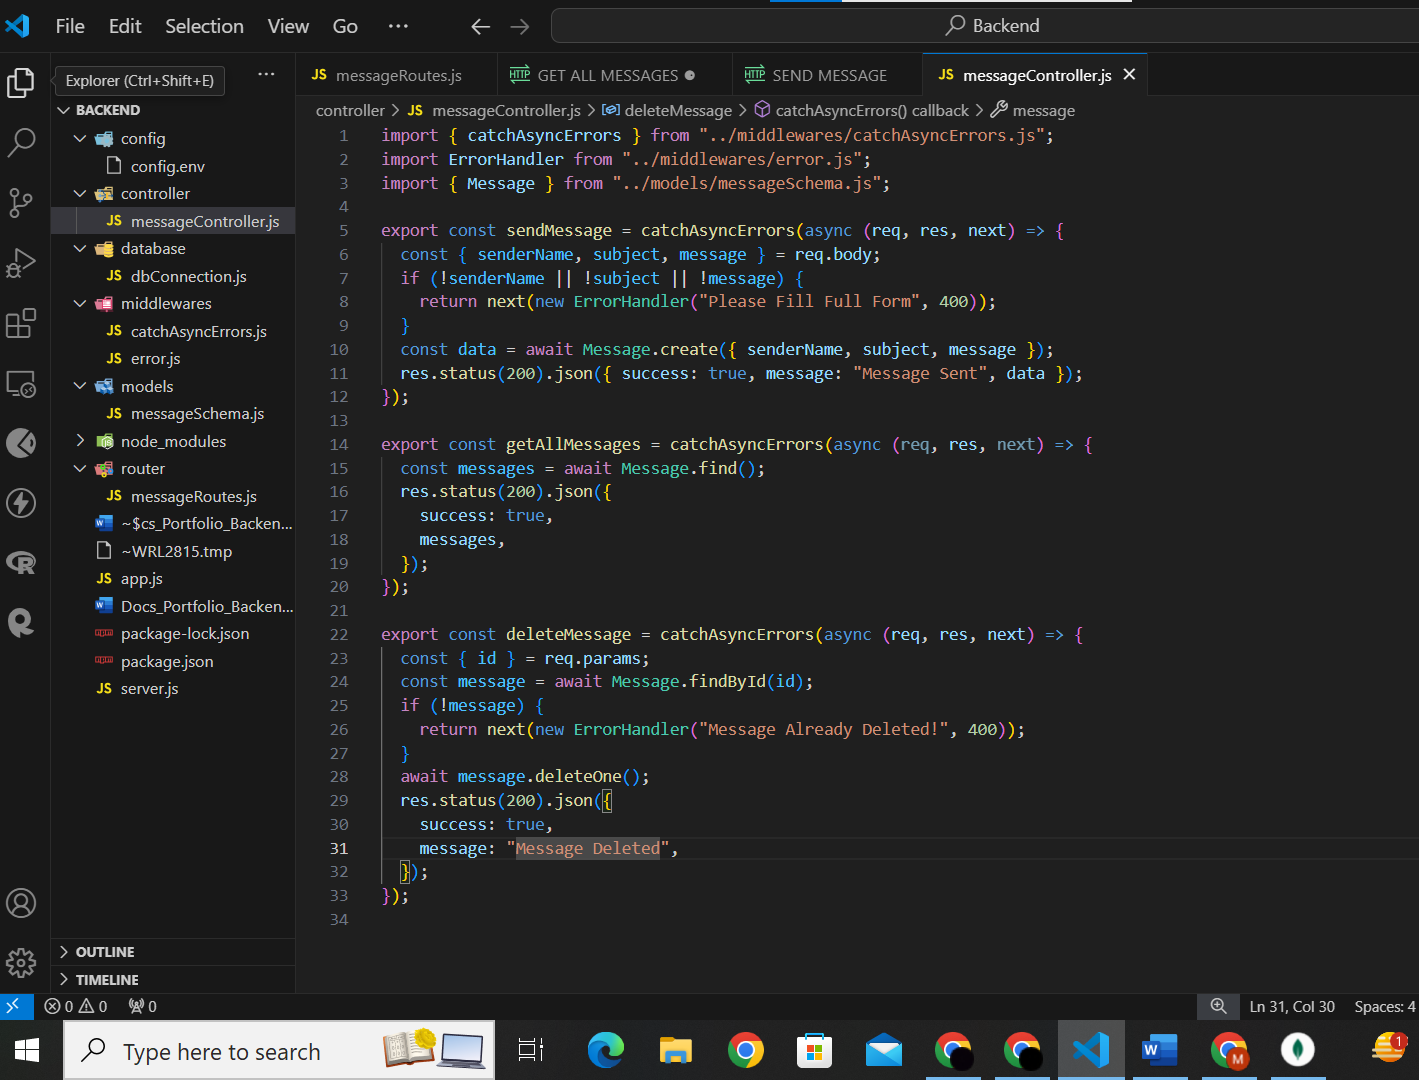 File Edit Selection View Go ··· Backend
Explorer (Ctrl+Shift+E) ···
JS messageRoutes.js HTTP GET ALL MESSAGES HTTP SEND MESSAGE JS messageController.js
controller > JS messageController.js > deleteMessage > catchAsyncErrors() callback > message
BACKEND
config
config.env
controller
JS messageController.js
database
JS dbConnection.js
middlewares
JS catchAsyncErrors.js
JS error.js
models
JS messageSchema.js
node_modules
router
JS messageRoutes.js
~$cs_Portfolio_Backen...
~WRL2815.tmp
JS app.js
Docs_Portfolio_Backen...
package-lock.json
package.json
JS server.js
OUTLINE
TIMELINE
1 import { catchAsyncErrors } from "../middlewares/catchAsyncErrors.js";
2 import ErrorHandler from "../middlewares/error.js";
3 import { Message } from "../models/messageSchema.js";
4
5 export const sendMessage = catchAsyncErrors(async (req, res, next) => {
6 const { senderName, subject, message } = req.body;
7 if (!senderName || !subject || !message) {
8 return next(new ErrorHandler("Please Fill Full Form", 400));
9 }
10 const data = await Message.create({ senderName, subject, message });
11 res.status(200).json({ success: true, message: "Message Sent", data });
12 });
13
14 export const getAllMessages = catchAsyncErrors(async (req, res, next) => {
15 const messages = await Message.find();
16 res.status(200).json({
17 success: true,
18 messages,
19 });
20 });
21
22 export const deleteMessage = catchAsyncErrors(async (req, res, next) => {
23 const { id } = req.params;
24 const message = await Message.findById(id);
25 if (!message) {
26 return next(new ErrorHandler("Message Already Deleted!", 400));
27 }
28 await message.deleteOne();
29 res.status(200).json({
30 success: true,
31 message: "Message Deleted",
32 });
33 });
34
0 0 0 Ln 31, Col 30 Spaces: 4
Type here to search W M 1